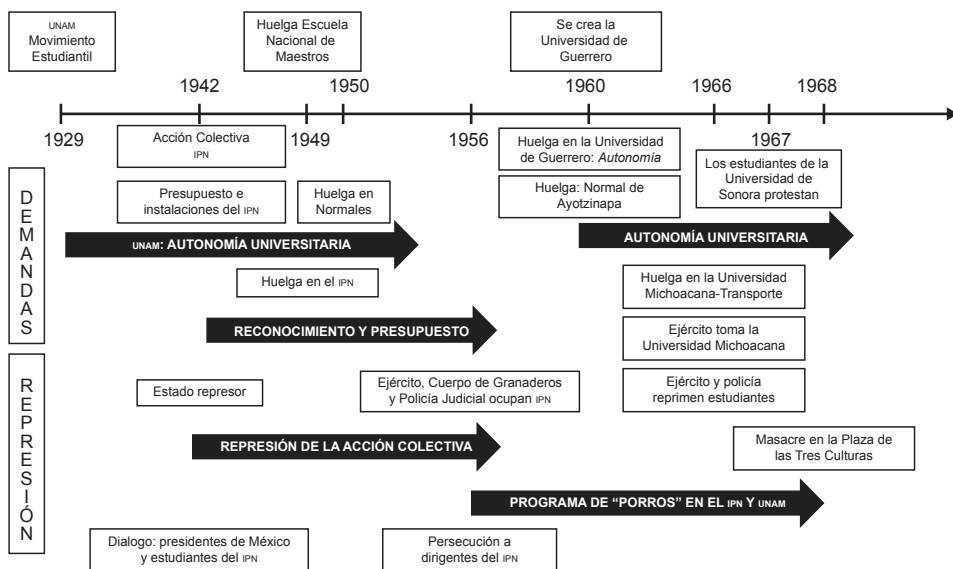 UNAM
Movimiento
Estudiantil
Huelga Escuela
Nacional de
Maestros
Se crea la
Universidad de
Guerrero
1942
1950
1960
1966
1968
1929
1949
1956
1967
Acción Colectiva
IPN
Huelga en la Universidad
de Guerrero: Autonomía
Los estudiantes de la
Universidad de
Sonora protestan
DEMANDAS
Presupuesto e
instalaciones del IPN
Huelga en
Normales
Huelga: Normal de
Ayotzinapa
UNAM: AUTONOMÍA UNIVERSITARIA
AUTONOMÍA UNIVERSITARIA
Huelga en el IPN
Huelga en la Universidad
Michoacana-Transporte
RECONOCIMIENTO Y PRESUPUESTO
Ejército toma la
Universidad Michoacana
REPRESIÓN
Estado represor
Ejército, Cuerpo de Granaderos
y Policía Judicial ocupan IPN
Ejército y policía
reprimen estudiantes
REPRESIÓN DE LA ACCIÓN COLECTIVA
Masacre en la Plaza de
las Tres Culturas
PROGRAMA DE “PORROS” EN EL IPN Y UNAM
Dialogo: presidentes de México
y estudiantes del IPN
Persecución a
dirigentes del IPN